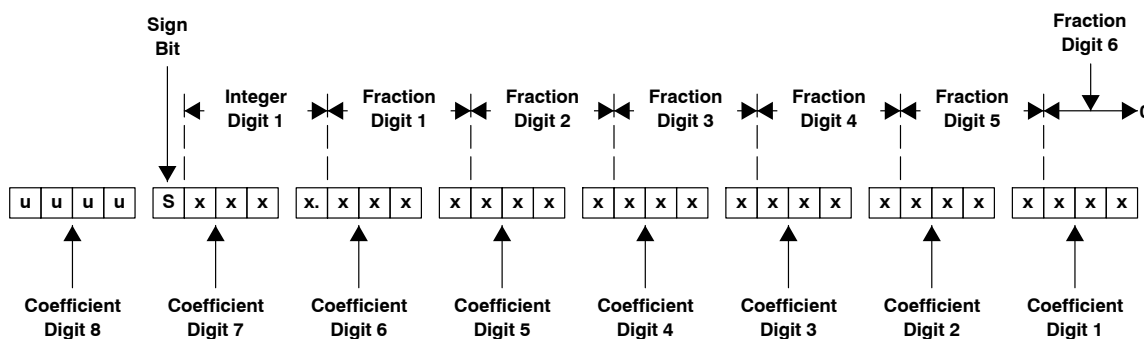 Sign
Bit
Fraction
Digit 6
Integer
Digit 1
Fraction
Digit 1
Fraction
Digit 2
Fraction
Digit 3
Fraction
Digit 4
Fraction
Digit 5
0
u u u u S x x x x. x x x x x x x x x x x x x x x x x x x x x x x
Coefficient
Digit 8
Coefficient
Digit 7
Coefficient
Digit 6
Coefficient
Digit 5
Coefficient
Digit 4
Coefficient
Digit 3
Coefficient
Digit 2
Coefficient
Digit 1